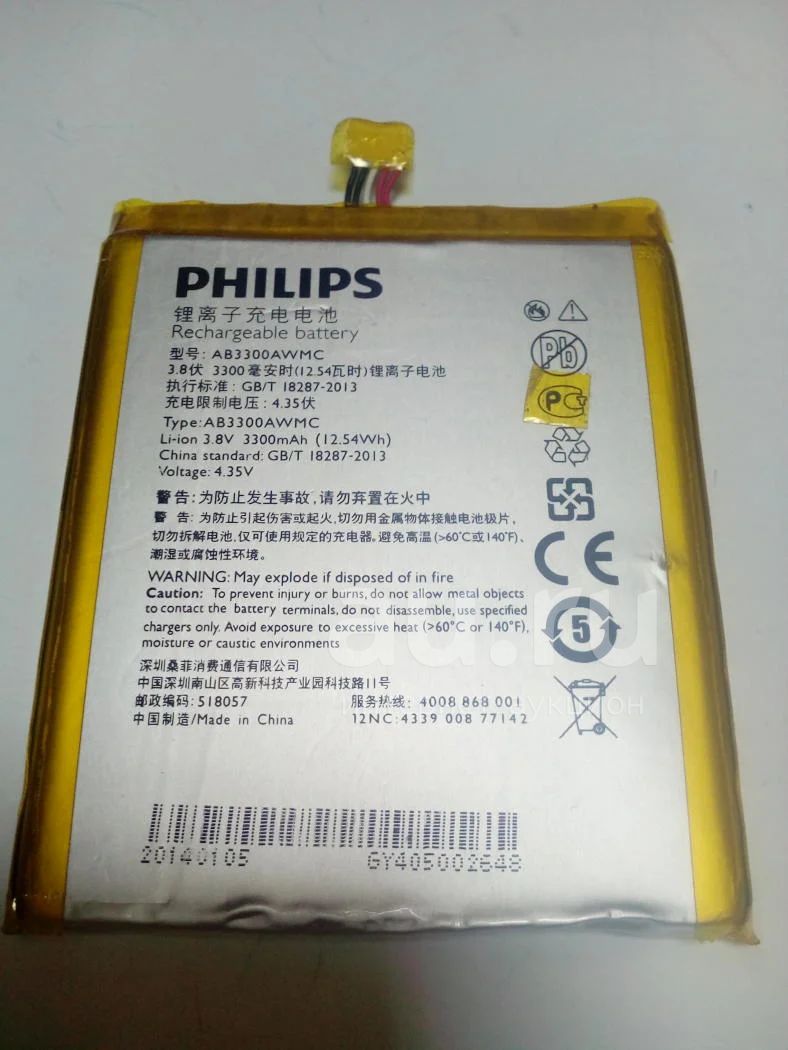 PHILIPS
锂离子充电电池
Rechargeable battery
型号: AB3300AWMC
3.8伏 3300毫安时(12.54瓦时)锂离子电池
执行标准: GB/T 18287-2013
充电限制电压: 4.35伏
Type:AB3300AWMC
Li-ion 3.8V 3300mAh (12.54Wh)
China standard: GB/T 18287-2013
Voltage: 4.35V
Pb
РСТ
警告:为防止发生事故,请勿弃置在火中
警 告: 为防止引起伤害或起火,切勿用金属物体接触电池极片,
切勿拆解电池,仅可使用规定的充电器。避免高温(>60°C或140°F)、
潮湿或腐蚀性环境。
CE
WARNING: May explode if disposed of in fire
Caution: To prevent injury or burns, do not allow metal objects
to contact the battery terminals, do not disassemble, use specified
chargers only. Avoid exposure to excessive heat (>60°C or 140°F),
moisture or caustic environments
5
深圳桑菲消费通信有限公司
中国深圳南山区高新科技产业园科技路11号
邮政编码: 518057 服务热线: 4008 868 001
中国制造/Made in China 12NC:4339 008 77142
20140105 GY405002648
au.ru